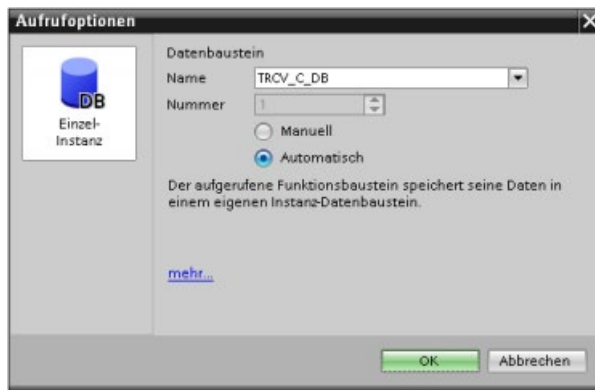 Aufrufoptionen
DB
Einzel-
Instanz
Datenbaustein
Name TRCV_C_DB
Nummer 1
Manuell
Automatisch
Der aufgerufene Funktionsbaustein speichert seine Daten in
einem eigenen Instanz-Datenbaustein.
mehr...
OK Abbrechen